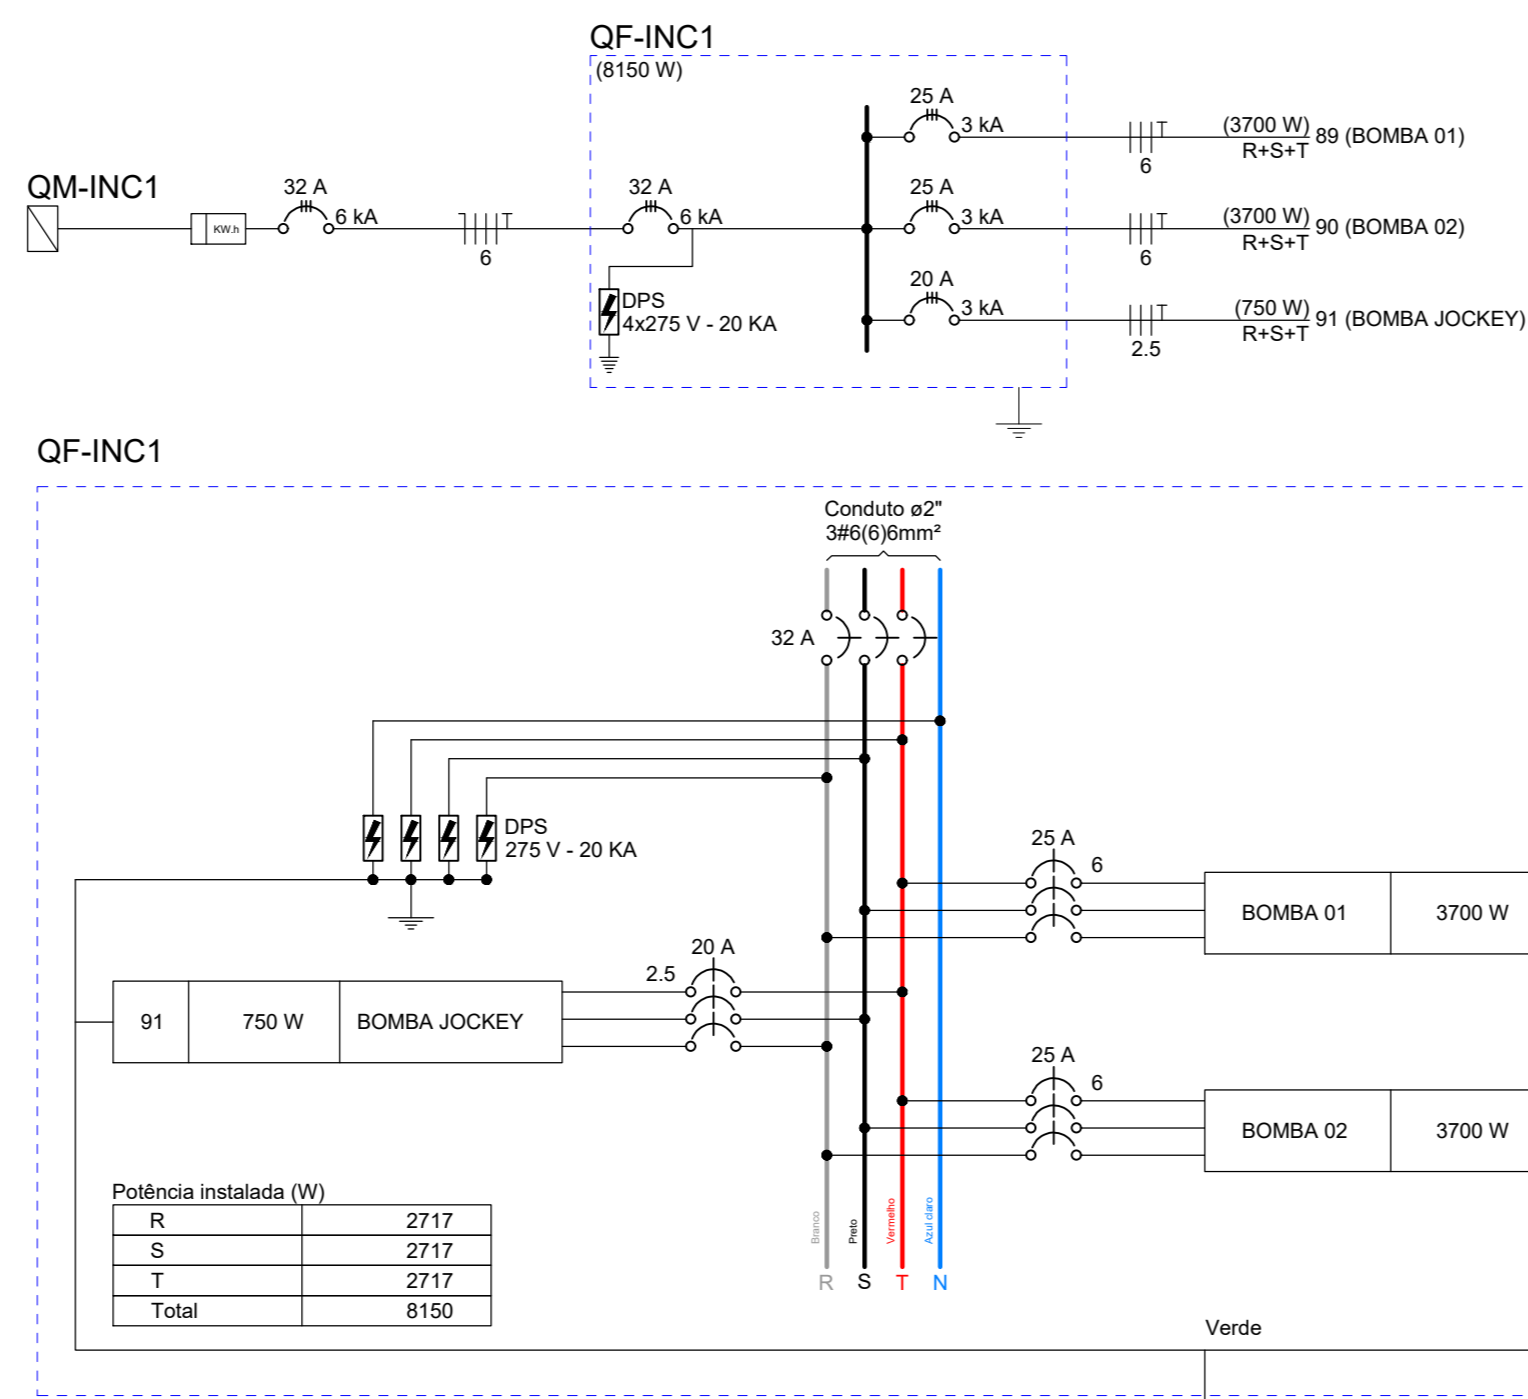 QF-INC1
(8150 W)
25 A
3 kA
(3700 W)
R+S+T
89 (BOMBA 01)
6
QM-INC1
KW.h
32 A
6 kA
6
32 A
6 kA
25 A
3 kA
(3700 W)
R+S+T
90 (BOMBA 02)
6
DPS
4x275 V - 20 KA
20 A
3 kA
(750 W)
R+S+T
91 (BOMBA JOCKEY)
2.5
QF-INC1
Conduto ø2"
3#6(6)6mm²
32 A
DPS
275 V - 20 KA
25 A
6
BOMBA 01
3700 W
20 A
2.5
91
750 W
BOMBA JOCKEY
25 A
6
BOMBA 02
3700 W
Potência instalada (W)
R 2717
S 2717
T 2717
Total 8150
Branco
Preto
Vermelho
Azul claro
R S T N
Verde